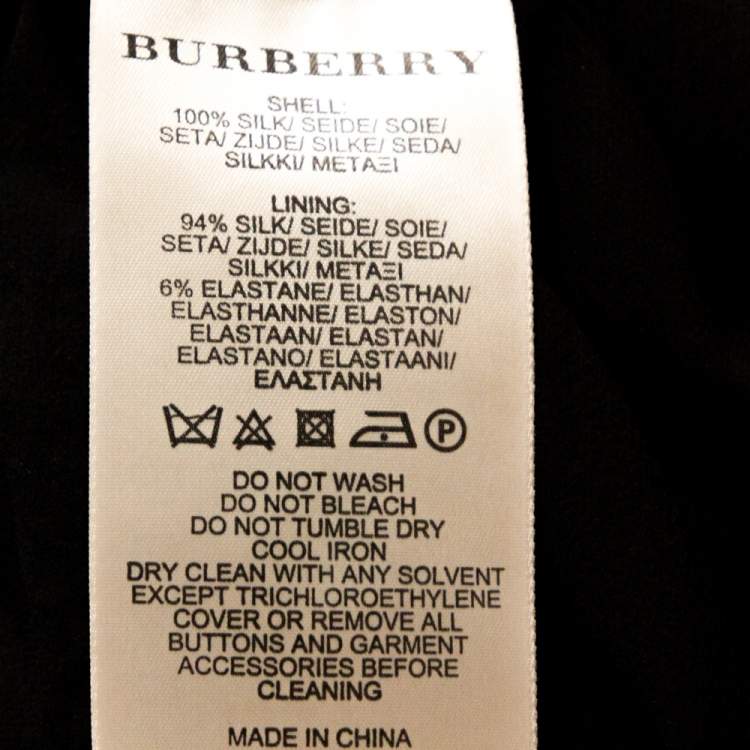 BURBERRY
SHELL:
100% SILK/ SEIDE/ SOIE/
SETA/ ZIJDE/ SILKE/ SEDA/
SILKKI/ ΜΕΤΑΞΙ
LINING:
94% SILK/ SEIDE/ SOIE/
SETA/ ZIJDE/ SILKE/ SEDA/
SILKKI/ ΜΕΤΑΞΙ
6% ELASTANE/ ELASTHAN/
ELASTHANNE/ ELASTON/
ELASTAAN/ ELASTAN/
ELASTANO/ ELASTAANI/
ΕΛΑΣΤΑΝΗ
P
DO NOT WASH
DO NOT BLEACH
DO NOT TUMBLE DRY
COOL IRON
DRY CLEAN WITH ANY SOLVENT
EXCEPT TRICHLOROETHYLENE
COVER OR REMOVE ALL
BUTTONS AND GARMENT
ACCESSORIES BEFORE
CLEANING
MADE IN CHINA